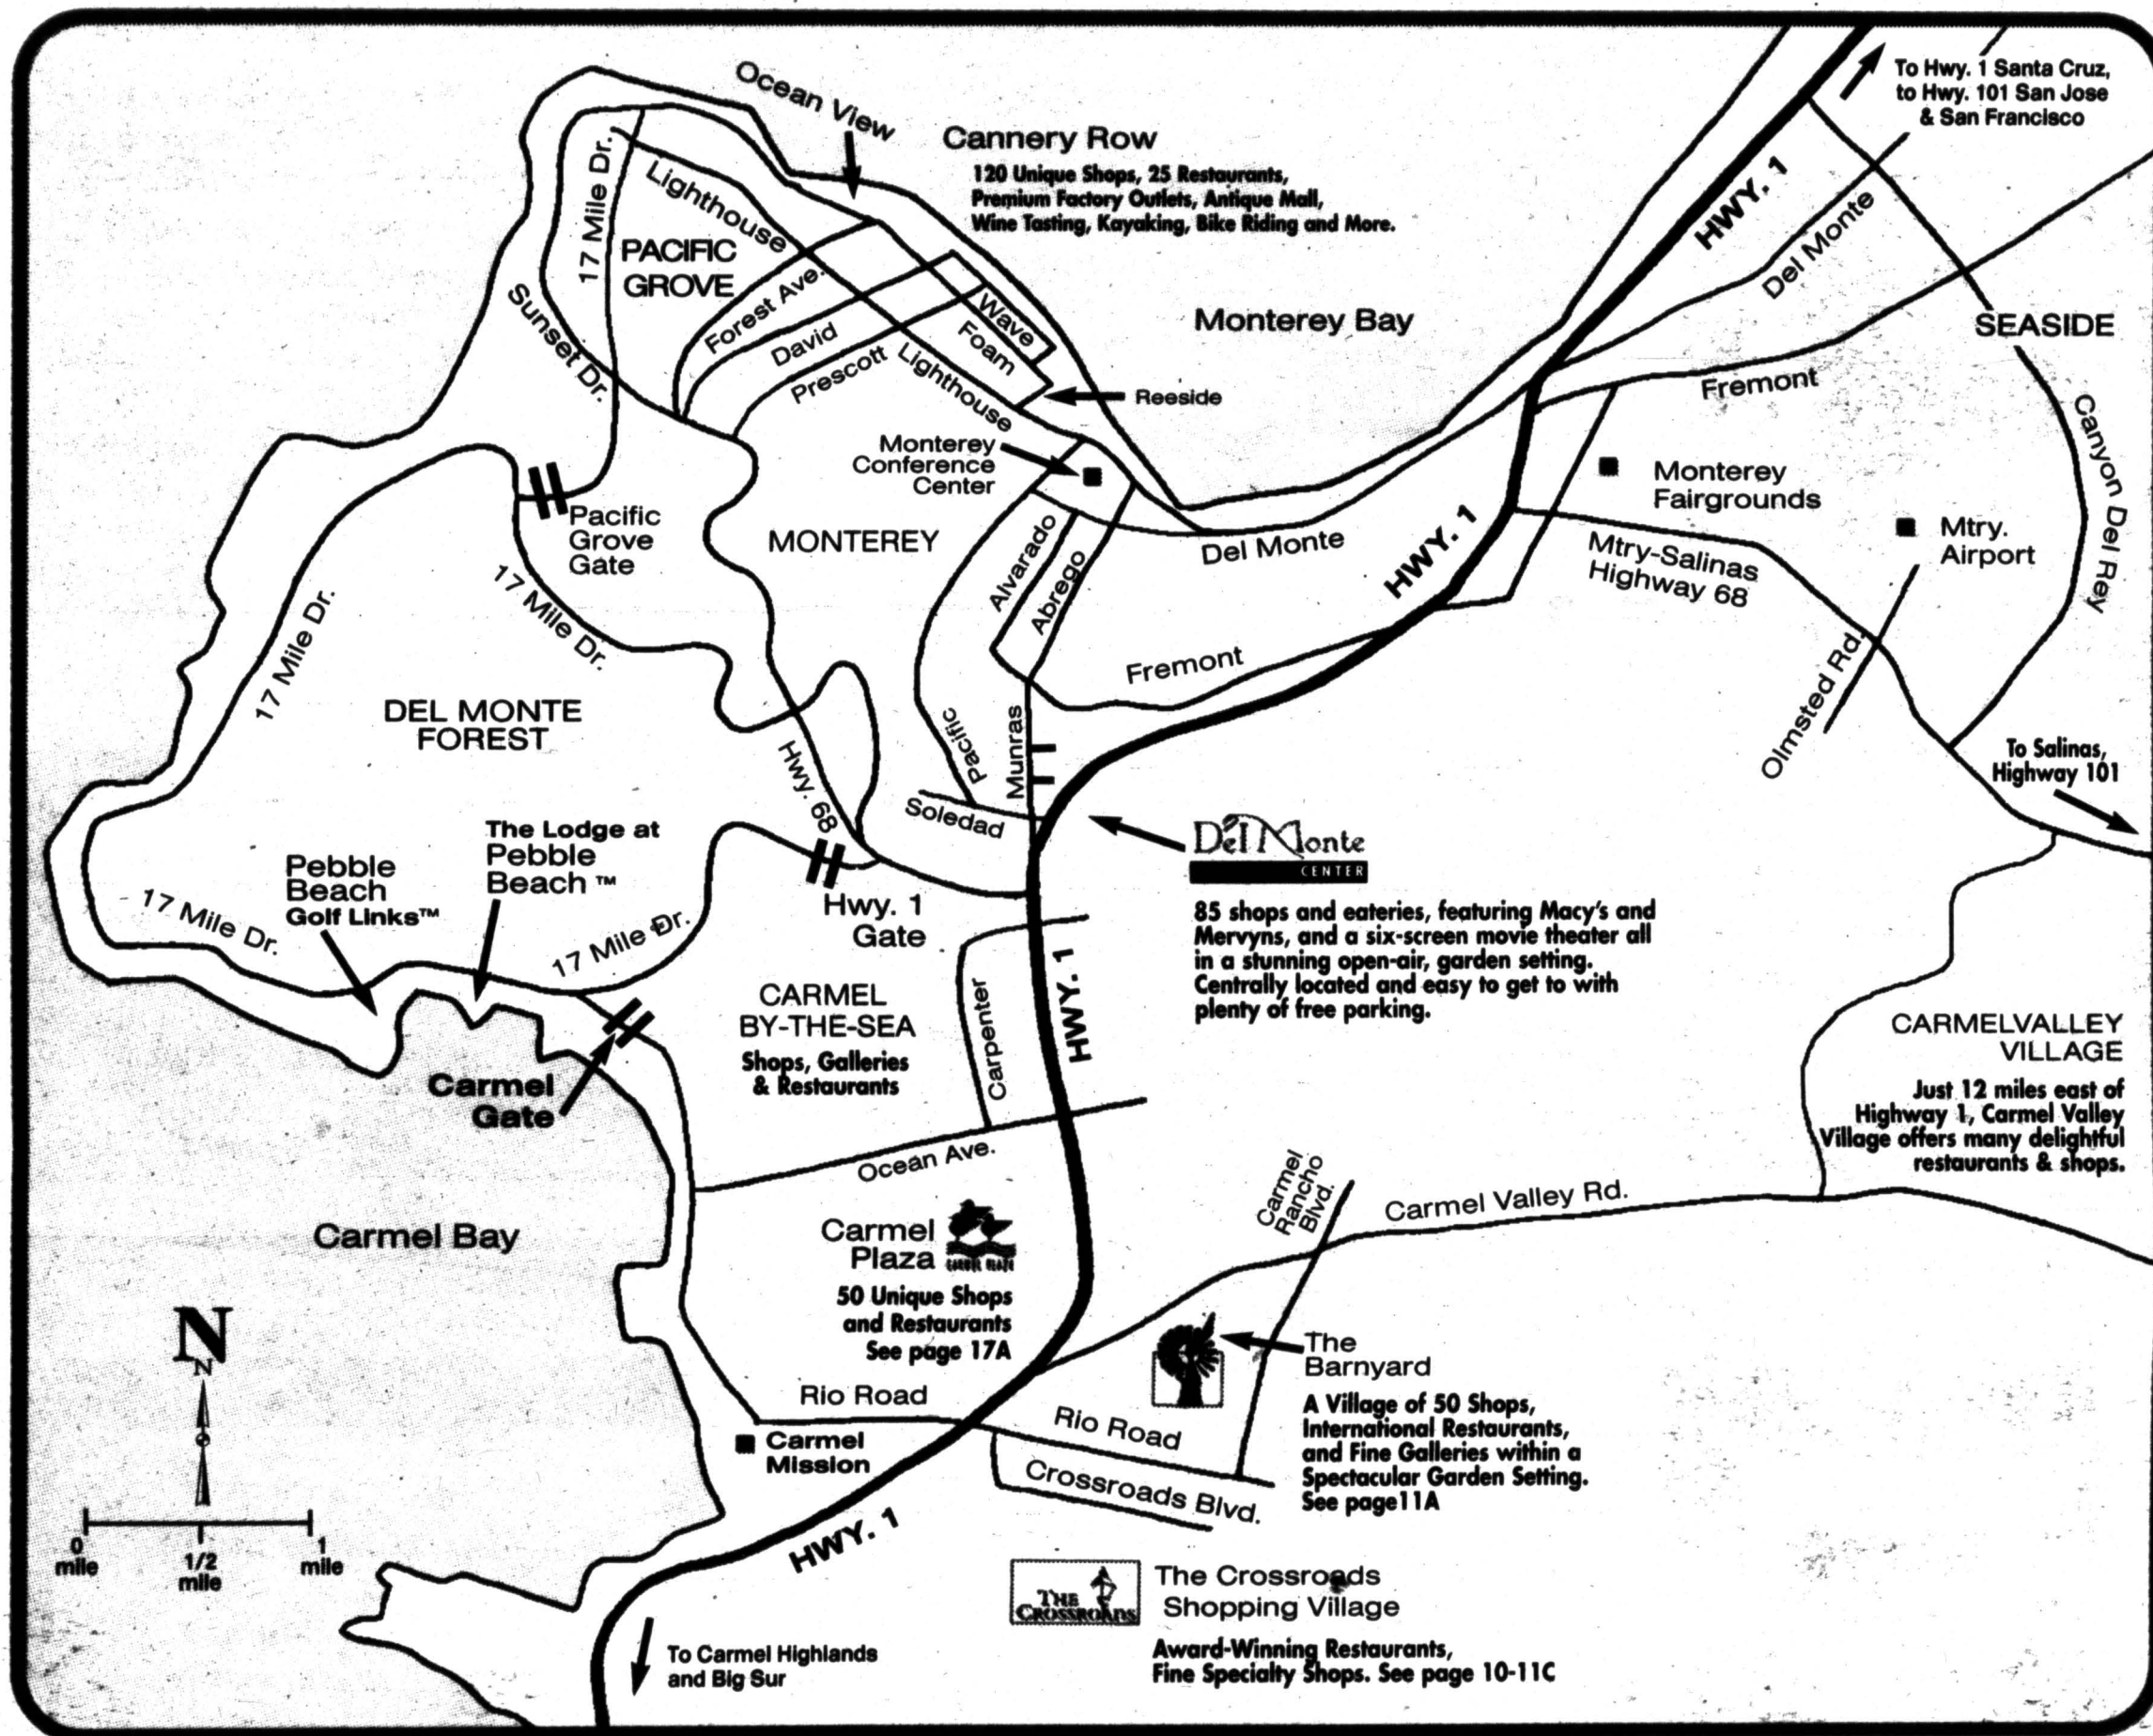 Ocean View
Cannery Row
120 Unique Shops, 25 Restaurants,
Premium Factory Outlets, Antique Mall,
Wine Tasting, Kayaking, Bike Riding and More.
To Hwy. 1 Santa Cruz,
to Hwy. 101 San Jose
& San Francisco
HWY. 1
Del Monte
17 Mile Dr.
Lighthouse
PACIFIC
GROVE
Forest Ave.
David
Prescott
Lighthouse
Wave
Foam
Sunset Dr.
Monterey Bay
SEASIDE
Reeside
Fremont
Canyon Del Rey
Monterey
Conference
Center
Monterey
Fairgrounds
Mtry.
Airport
Pacific
Grove
Gate
MONTEREY
Alvarado
Abrego
Del Monte
HWY. 1
Mtry-Salinas
Highway 68
17 Mile Dr.
17 Mile Dr.
Fremont
Olmsted Rd.
DEL MONTE
FOREST
Hwy. 68
Pacific
Munras
Soledad
To Salinas,
Highway 101
Del Monte
CENTER
85 shops and eateries, featuring Macy's and
Mervyns, and a six-screen movie theater all
in a stunning open-air, garden setting.
Centrally located and easy to get to with
plenty of free parking.
The Lodge at
Pebble
Beach ™
Pebble
Beach
Golf Links™
17 Mile Dr.
17 Mile Dr.
Hwy. 1
Gate
CARMEL
BY-THE-SEA
Shops, Galleries
& Restaurants
Carpenter
HWY. 1
Carmel
Gate
CARMELVALLEY
VILLAGE
Just 12 miles east of
Highway 1, Carmel Valley
Village offers many delightful
restaurants & shops.
Ocean Ave.
Carmel
Rancho
Blvd.
Carmel Valley Rd.
Carmel Bay
Carmel
Plaza
50 Unique Shops
and Restaurants
See page 17A
The
Barnyard
A Village of 50 Shops,
International Restaurants,
and Fine Galleries within a
Spectacular Garden Setting.
See page11A
Rio Road
Rio Road
Carmel
Mission
Crossroads Blvd.
HWY. 1
N
N
0
mile
1/2
mile
1
mile
THE
CROSSROADS
The Crossroads
Shopping Village
Award-Winning Restaurants,
Fine Specialty Shops. See page 10-11C
To Carmel Highlands
and Big Sur